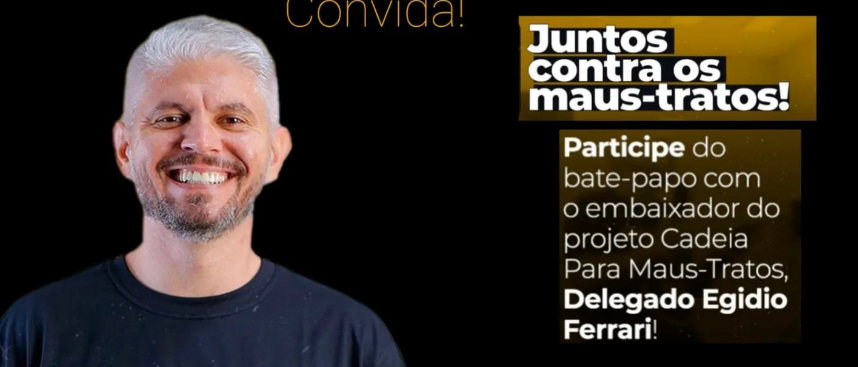 Convida!
Juntos
contra os
maus-tratos!
Participe do
bate-papo com
o embaixador do
projeto Cadeia
Para Maus-Tratos,
Delegado Egidio
Ferrari!